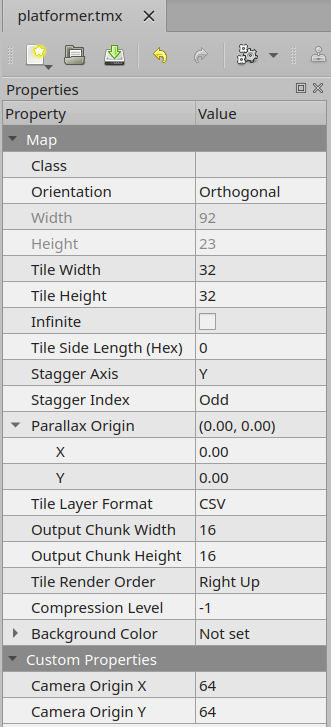 platformer.tmx
Properties
Property Value
Map
Class
Orientation Orthogonal
Width 92
Height 23
Tile Width 32
Tile Height 32
Infinite
Tile Side Length (Hex) 0
Stagger Axis Y
Stagger Index Odd
Parallax Origin (0.00, 0.00)
X 0.00
Y 0.00
Tile Layer Format CSV
Output Chunk Width 16
Output Chunk Height 16
Tile Render Order Right Up
Compression Level -1
Background Color Not set
Custom Properties
Camera Origin X 64
Camera Origin Y 64